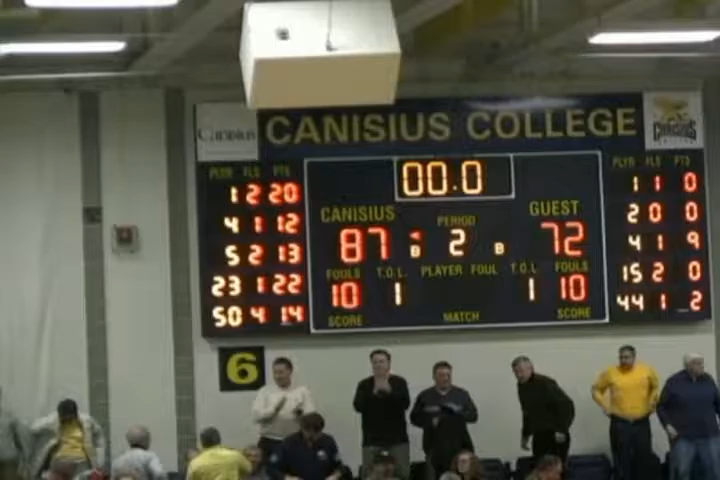 Canisius CANISIUS COLLEGE CANISIUS
PLYR FLS PTS
1 2 20
4 1 12
5 2 13
23 1 22
50 4 14
00.0
CANISIUS PERIOD GUEST
87 B 2 B 72
FOULS T.O.L. PLAYER FOUL T.O.L. FOULS
10 1 1 10
SCORE MATCH SCORE
PLYR FLS PTS
1 1 0
2 0 0
4 1 9
15 2 0
44 1 2
6